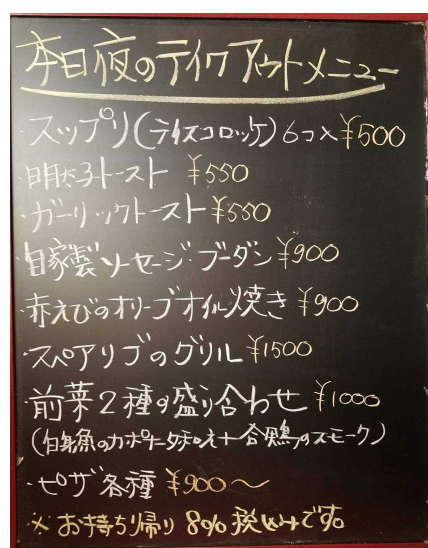 本日夜のテイクアウトメニュー
・スップリ(ライスコロッケ)6つ入¥500
・明太子トースト ¥550
・ガーリックトースト¥550
・自家製ソーセージ・ブーダン¥900
・赤えびのオリーブオイル焼き ¥900
・スペアリブのグリル¥1500
・前菜2種の盛り合わせ ¥1000
(白身魚のカポナータ 合鴨のスモーク)
・ピザ各種 ¥900〜
※お持ち帰り 8%税込みです。